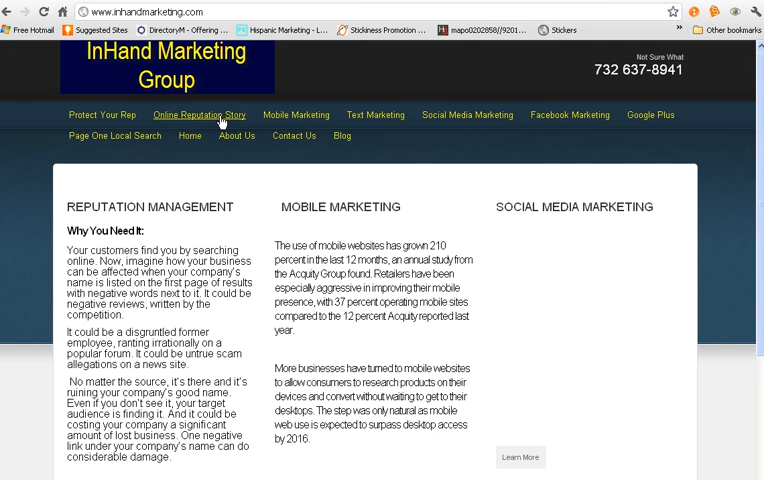 www.inhandmarketing.com
Free Hotmail Suggested Sites DirectoryM - Offering ... Hispanic Marketing - L... Stickiness Promotion ... mapo0202858//9201... Stickers » Other bookmarks
InHand Marketing
Group
Not Sure What
732 637-8941
Protect Your Rep Online Reputation Story Mobile Marketing Text Marketing Social Media Marketing Facebook Marketing Google Plus
Page One Local Search Home About Us Contact Us Blog
REPUTATION MANAGEMENT
Why You Need It:
Your customers find you by searching
online. Now, imagine how your business
can be affected when your company's
name is listed on the first page of results
with negative words next to it. It could be
negative reviews, written by the
competition.
It could be a disgruntled former
employee, ranting irrationally on a
popular forum. It could be untrue scam
allegations on a news site.
No matter the source, it's there and it's
ruining your company's good name.
Even if you don't see it, your target
audience is finding it. And it could be
costing your company a significant
amount of lost business. One negative
link under your company's name can do
considerable damage.
MOBILE MARKETING
The use of mobile websites has grown 210
percent in the last 12 months, an annual study from
the Acquity Group found. Retailers have been
especially aggressive in improving their mobile
presence, with 37 percent operating mobile sites
compared to the 12 percent Acquity reported last
year.
More businesses have turned to mobile websites
to allow consumers to research products on their
devices and convert without waiting to get to their
desktops. The step was only natural as mobile
web use is expected to surpass desktop access
by 2016.
SOCIAL MEDIA MARKETING
Learn More